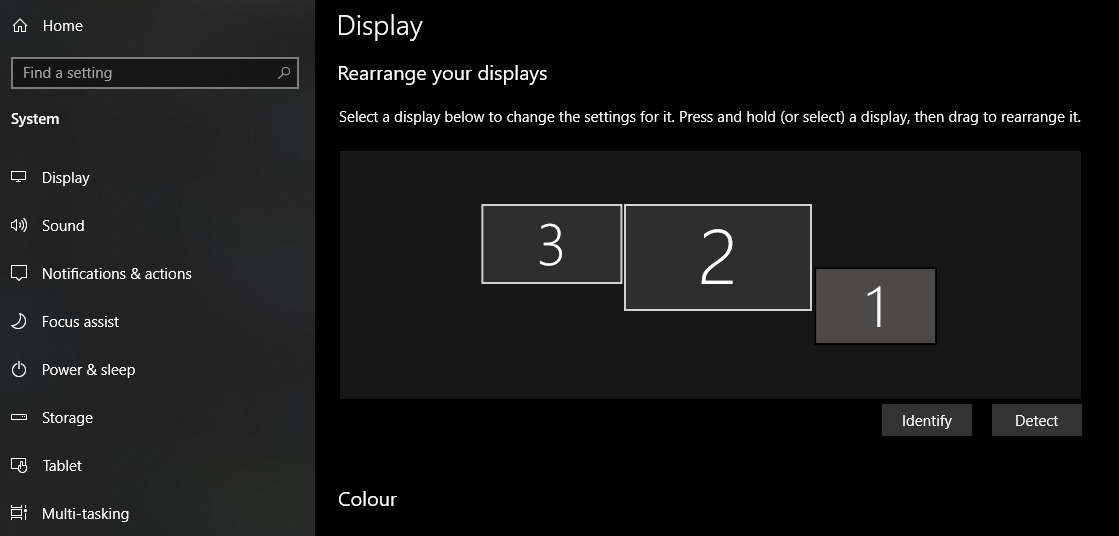 Home
Find a setting
System
Display
Sound
Notifications & actions
Focus assist
Power & sleep
Storage
Tablet
Multi-tasking
Display
Rearrange your displays
Select a display below to change the settings for it. Press and hold (or select) a display, then drag to rearrange it.
3
2
1
Identify
Detect
Colour